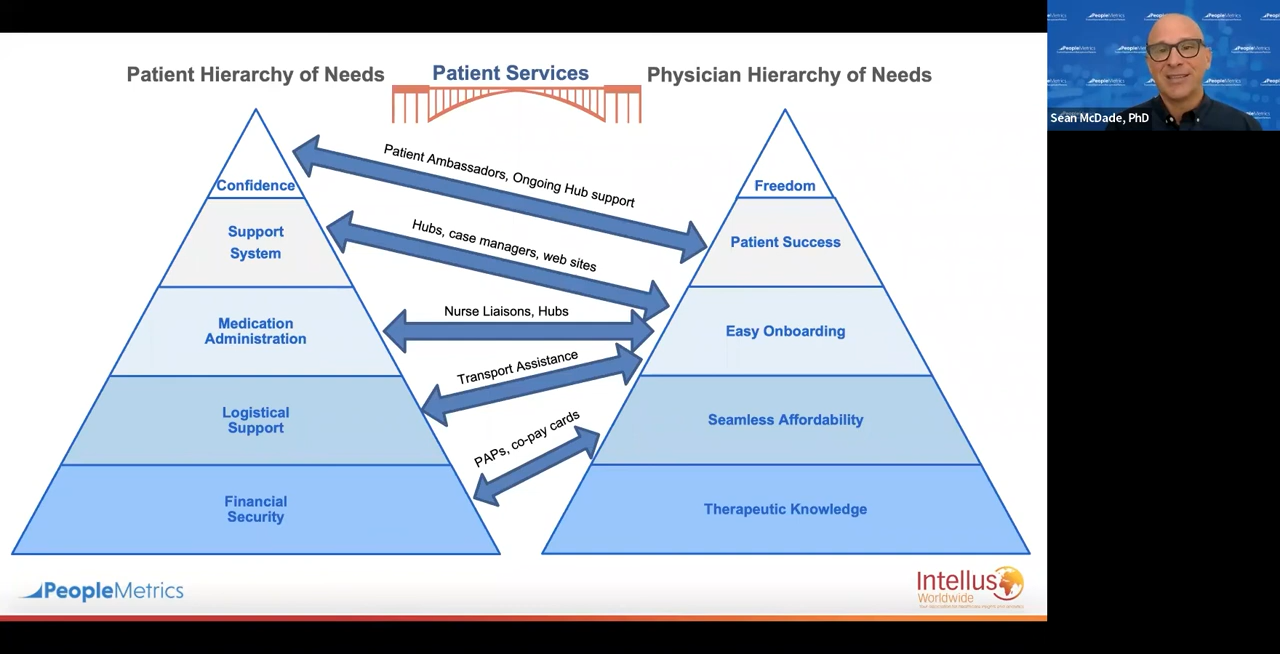 Patient Hierarchy of Needs
Patient Services
Physician Hierarchy of Needs
Confidence
Support
System
Medication
Administration
Logistical
Support
Financial
Security
Patient Ambassadors, Ongoing Hub support
Hubs, case managers, web sites
Nurse Liaisons, Hubs
Transport Assistance
PAPs, co-pay cards
Freedom
Patient Success
Easy Onboarding
Seamless Affordability
Therapeutic Knowledge
PeopleMetrics
Intellus
Worldwide
Sean McDade, PhD
PeopleMetrics